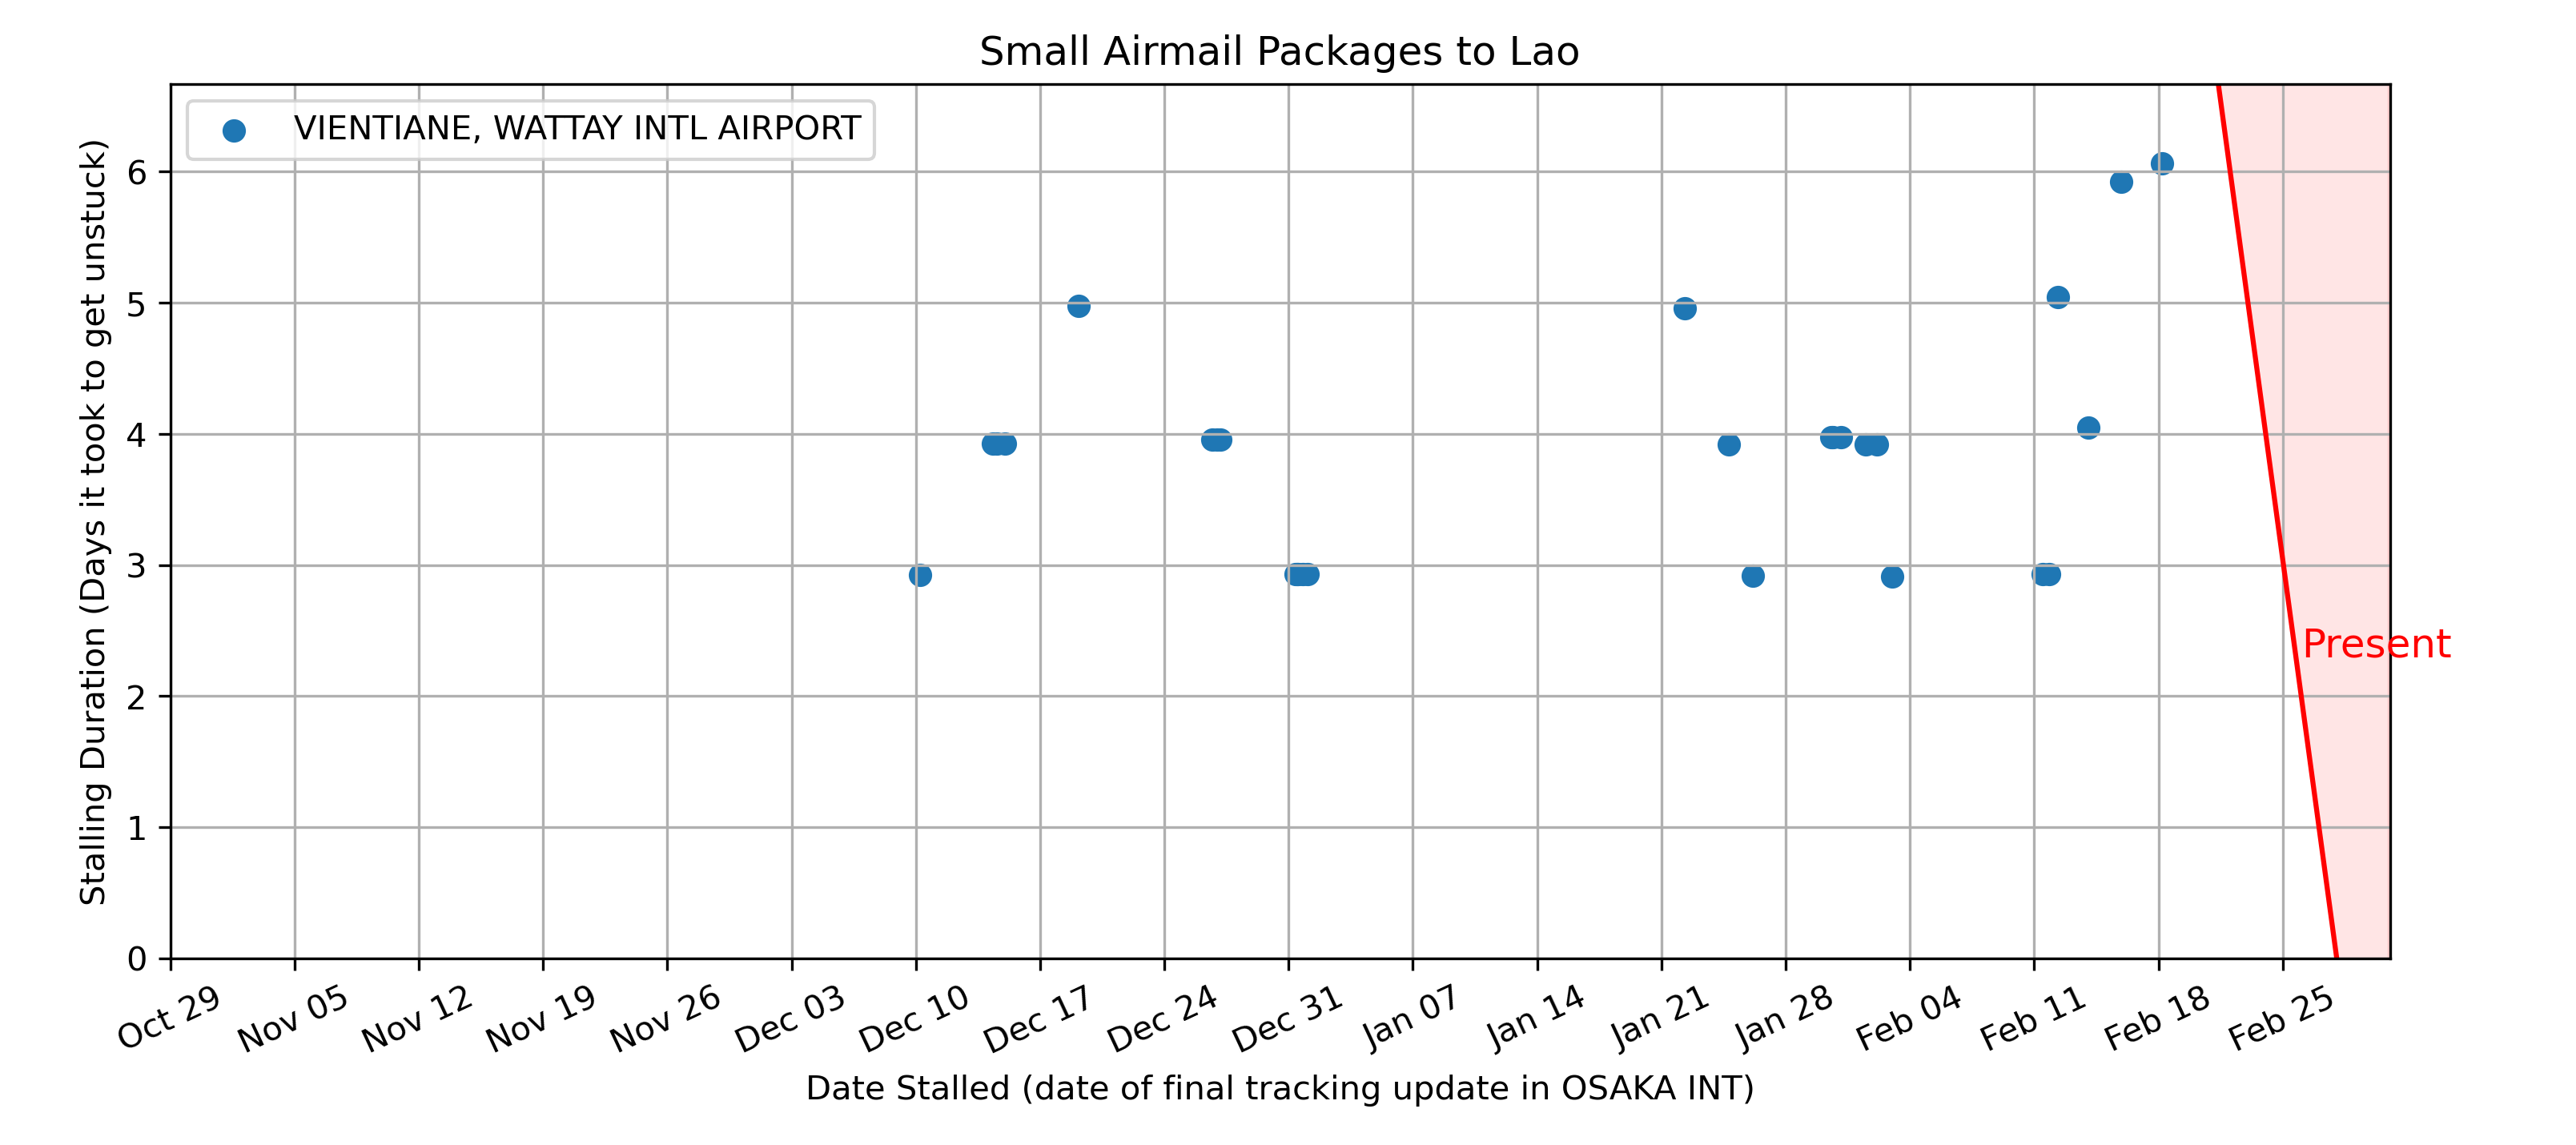 Small Airmail Packages to Lao
VIENTIANE, WATTAY INTL AIRPORT
Stalling Duration (Days it took to get unstuck)
6
5
4
3
2
1
0
Present
Oct 29
Nov 05
Nov 12
Nov 19
Nov 26
Dec 03
Dec 10
Dec 17
Dec 24
Dec 31
Jan 07
Jan 14
Jan 21
Jan 28
Feb 04
Feb 11
Feb 18
Feb 25
Date Stalled (date of final tracking update in OSAKA INT)